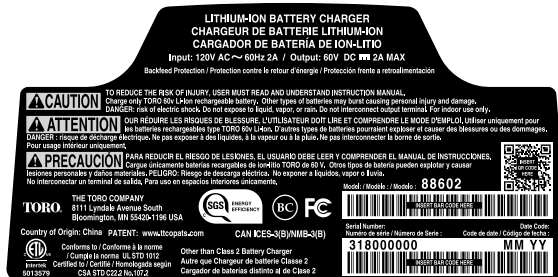 LITHIUM-ION BATTERY CHARGER
CHARGEUR DE BATTERIE LITHIUM-ION
CARGADOR DE BATERÍA DE ION-LITIO
Input: 120V AC ~ 60Hz 2A / Output: 60V DC 2A MAX
Backfeed Protection / Protection contre le retour d'énergie / Protección frente a retroalimentación
CAUTION TO REDUCE THE RISK OF INJURY, USER MUST READ AND UNDERSTAND INSTRUCTION MANUAL.
Charge only TORO 60v Li-Ion rechargeable battery. Other types of batteries may burst causing personal injury and damage.
DANGER: risk of electric shock. Do not expose to liquid, vapor, or rain. Do not interconnect output terminal. For indoor use only.
ATTENTION OUR RÉDUIRE LES RISQUES DE BLESSURE, L'UTILISATEUR DOIT LIRE ET COMPRENDRE LE MODE D'EMPLOI, Utiliser uniquement pour
les batteries rechargeables type TORO 60V Li-Ion. D'autres types de batteries pourraient exploser et causer des blessures ou des dommages.
DANGER : risque de décharge électrique. Ne pas exposer à des liquides, à la vapeur ou à la pluie. Ne pas interconnecter la borne de sortie.
Pour usage intérieur uniquement.
PRECAUCIÓN PARA REDUCIR EL RIESGO DE LESIONES, EL USUARIO DEBE LEER Y COMPRENDER EL MANUAL DE INSTRUCCIONES.
Cargue únicamente baterías recargables de ion-litio TORO de 60 V. Otros tipos de batería pueden explotar y causar
lesiones personales y daños materiales. PELIGRO: Riesgo de descarga eléctrica. No exponer a líquidos, vapor o lluvia.
No interconectar un terminal de salida. Para uso en espacios interiores únicamente.
INSERT QR CODE HERE
Model: / Modèle: / Modelo: 88602
INSERT BAR CODE HERE
TORO. THE TORO COMPANY
8111 Lyndale Avenue South
Bloomington, MN 55420-1196 USA
SGS ENERGY EFFICIENCY
BC
FC
Country of Origin: China PATENT: www.ttcopats.com CAN ICES-3(B)/NMB-3(B)
Serial Number: Date Code:
Numéro de série / Número de Serie : Code de date / Código de fecha :
318000000 MM YY
INSERT BAR CODE HERE
ETL
Intertek
5013579
Conforms to / Conforme à la norme
/ Cumple la norma UL STD 1012
Certified to / Certifié / Homologada según
CSA STD C22.2 No.107.2
Other than Class 2 Battery Charger
Autre que Chargeur de batterie Classe 2
Cargador de baterías distinto al de Clase 2